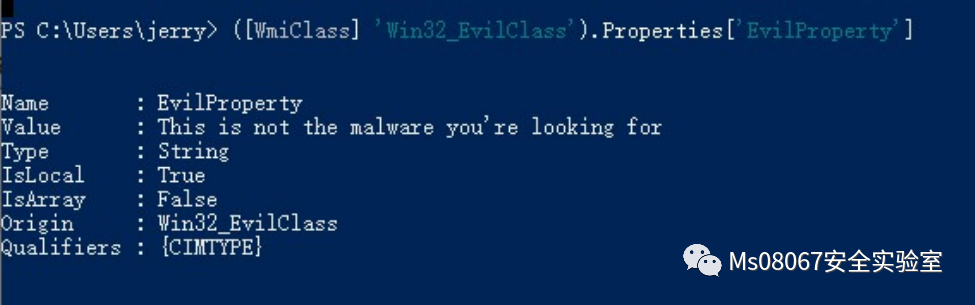 PS C:\Users\jerry> ([WmiClass] 'Win32_EvilClass').Properties['EvilProperty']
Name : EvilProperty
Value : This is not the malware you're looking for
Type : String
IsLocal : True
IsArray : False
Origin : Win32_EvilClass
Qualifiers : {CIMTYPE}
Ms08067安全实验室